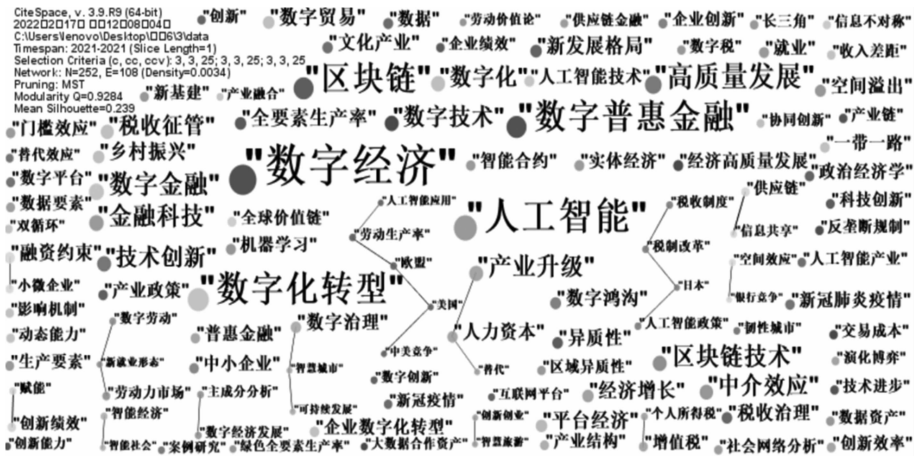 CiteSpace, v. 3.9.R9 (64-bit)
C:\Users\lenovo\Desktop\□□6\3\data
Timespan: 2021-2021 (Slice Length=1)
Selection Criteria (c, cc, ccv): 3, 3, 25; 3, 3, 25; 3, 3, 25
Network: N=252, E=108 (Density=0.0034)
Pruning: MST
Modularity Q=0.9284
Mean Silhouette=0.239
"创新"
"数字贸易"
"数据"
"劳动价值论"
"供应链金融"
"企业创新"
"长三角"
"信息不对称"
"文化产业"
"企业绩效"
"新发展格局"
"数字税"
"就业"
"收入差距"
"区块链"
"数字化"
"人工智能技术"
"高质量发展"
"空间溢出"
"新基建"
"产业融合"
"门槛效应"
"税收征管"
"全要素生产率"
"数字技术"
"数字普惠金融"
"协同创新"
"产业链"
"替代效应"
"乡村振兴"
"数字经济"
"智能合约"
"实体经济"
"经济高质量发展"
"一带一路"
"政治经济学"
"数字平台"
"数字金融"
"供应链"
"科技创新"
"数据要素"
"人工智能应用"
"税收制度"
"双循环"
"金融科技"
"全球价值链"
"劳动生产率"
"人工智能"
"信息共享"
"反垄断规制"
"融资约束"
"技术创新"
"机器学习"
"欧盟"
"产业升级"
"税制改革"
"空间效应"
"人工智能产业"
"小微企业"
"产业政策"
"数字化转型"
"美国"
"数字鸿沟"
"日本"
"银行竞争"
"新冠肺炎疫情"
"影响机制"
"数字劳动"
"数字治理"
"人工智能政策"
"韧性城市"
"交易成本"
"动态能力"
"普惠金融"
"人力资本"
"异质性"
"生产要素"
"新就业形态"
"中小企业"
"智慧城市"
"中美竞争"
"替代"
"区域异质性"
"区块链技术"
"演化博弈"
"赋能"
"劳动力市场"
"主成分分析"
"数字创新"
"互联网平台"
"经济增长"
"中介效应"
"技术进步"
"创新绩效"
"智能经济"
"可持续发展"
"新冠疫情"
"创新创业"
"平台经济"
"个人所得税"
"税收治理"
"数据资产"
"创新能力"
"智能社会"
"案例研究"
"数字经济发展"
"绿色全要素生产率"
"企业数字化转型"
"大数据合作资产"
"智慧旅游"
"产业结构"
"增值税"
"社会网络分析"
"创新效率"